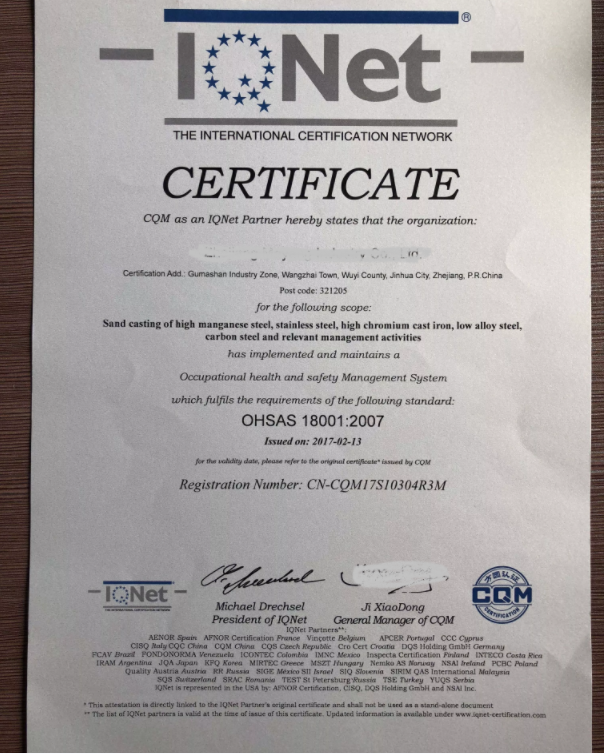 IQNet ®
THE INTERNATIONAL CERTIFICATION NETWORK
CERTIFICATE
CQM as an IQNet Partner hereby states that the organization:
Certification Add.: Gumashan Industry Zone, Wangzhai Town, Wuyi County, Jinhua City, Zhejiang, P.R.China
Post code: 321205
for the following scope:
Sand casting of high manganese steel, stainless steel, high chromium cast iron, low alloy steel,
carbon steel and relevant management activities
has implemented and maintains a
Occupational health and safety Management System
which fulfils the requirements of the following standard:
OHSAS 18001:2007
Issued on: 2017-02-13
for the validity date, please refer to the original certificate* issued by CQM
Registration Number: CN-CQM17S10304R3M
IQNet
THE INTERNATIONAL CERTIFICATION NETWORK
Michael Drechsel
President of IQNet
Ji XiaoDong
General Manager of CQM
方圆认证
CQM
CERTIFICATION
IQNet Partners**:
AENOR Spain AFNOR Certification France Vinçotte Belgium APCER Portugal CCC Cyprus
CISQ Italy CQC China CQM China CQS Czech Republic Cro Cert Croatia DQS Holding GmbH Germany
FCAV Brazil FONDONORMA Venezuela ICONTEC Colombia IMNC Mexico Inspecta Certification Finland INTECO Costa Rica
IRAM Argentina JQA Japan KFQ Korea MIRTEC Greece MSZT Hungary Nemko AS Norway NSAI Ireland PCBC Poland
Quality Austria Austria RR Russia SIGE México SII Israel SIQ Slovenia SIRIM QAS International Malaysia
SQS Switzerland SRAC Romania TEST St Petersburg Russia TSE Turkey YUQS Serbia
IQNet is represented in the USA by: AFNOR Certification, CISQ, DQS Holding GmbH and NSAI Inc.
* This attestation is directly linked to the IQNet Partner's original certificate and shall not be used as a stand-alone document
** The list of IQNet partners is valid at the time of issue of this certificate. Updated information is available under www.iqnet-certification.com